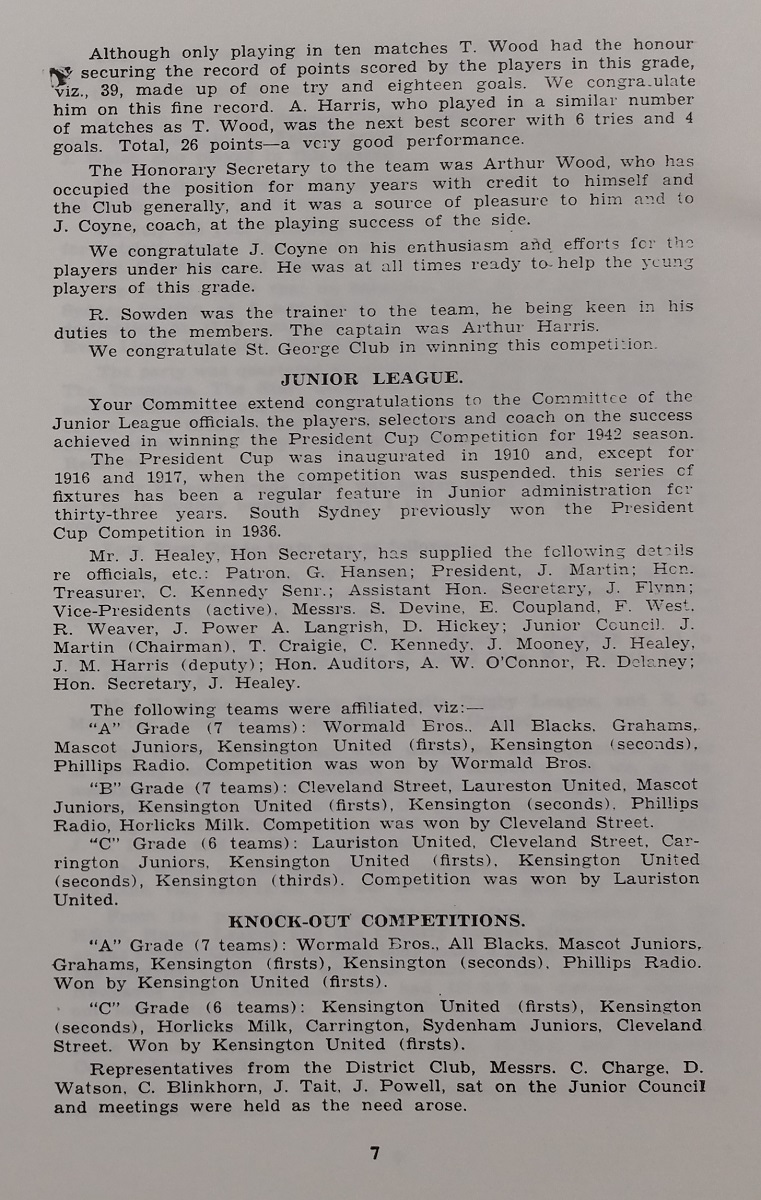 Although only playing in ten matches T. Wood had the honour
securing the record of points scored by the players in this grade,
viz., 39, made up of one try and eighteen goals. We congra.ulate
him on this fine record. A. Harris, who played in a similar number
of matches as T. Wood, was the next best scorer with 6 tries and 4
goals. Total, 26 points—a very good performance.
The Honorary Secretary to the team was Arthur Wood, who has
occupied the position for many years with credit to himself and
the Club generally, and it was a source of pleasure to him and to
J. Coyne, coach, at the playing success of the side.
We congratulate J. Coyne on his enthusiasm and efforts for the
players under his care. He was at all times ready to help the young
players of this grade.
R. Sowden was the trainer to the team, he being keen in his
duties to the members. The captain was Arthur Harris.
We congratulate St. George Club in winning this competition.
JUNIOR LEAGUE.
Your Committee extend congratulations to the Committee of the
Junior League officials, the players, selectors and coach on the success
achieved in winning the President Cup Competition for 1942 season.
The President Cup was inaugurated in 1910 and, except for
1916 and 1917, when the competition was suspended. this series of
fixtures has been a regular feature in Junior administration for
thirty-three years. South Sydney previously won the President
Cup Competition in 1936.
Mr. J. Healey, Hon Secretary, has supplied the following details
re officials, etc.: Patron. G. Hansen; President, J. Martin; Hon.
Treasurer, C. Kennedy Senr.; Assistant Hon. Secretary, J. Flynn;
Vice-Presidents (active), Messrs. S. Devine, E. Coupland, F. West.
R. Weaver, J. Power A. Langrish, D. Hickey; Junior Council. J.
Martin (Chairman), T. Craigie, C. Kennedy, J. Mooney, J. Healey,
J. M. Harris (deputy); Hon. Auditors, A. W. O'Connor, R. Delaney;
Hon. Secretary, J. Healey.
The following teams were affiliated, viz:—
"A" Grade (7 teams): Wormald Bros., All Blacks, Grahams,
Mascot Juniors, Kensington United (firsts), Kensington (seconds),
Phillips Radio. Competition was won by Wormald Bros.
"B" Grade (7 teams): Cleveland Street, Laureston United, Mascot
Juniors, Kensington United (firsts), Kensington (seconds), Phillips
Radio, Horlicks Milk. Competition was won by Cleveland Street.
"C" Grade (6 teams): Lauriston United, Cleveland Street, Car-
rington Juniors, Kensington United (firsts), Kensington United
(seconds), Kensington (thirds). Competition was won by Lauriston
United.
KNOCK-OUT COMPETITIONS.
"A" Grade (7 teams): Wormald Bros., All Blacks, Mascot Juniors,
Grahams, Kensington (firsts), Kensington (seconds), Phillips Radio.
Won by Kensington United (firsts).
"C" Grade (6 teams): Kensington United (firsts), Kensington
(seconds), Horlicks Milk, Carrington, Sydenham Juniors, Cleveland
Street. Won by Kensington United (firsts).
Representatives from the District Club, Messrs. C. Charge, D.
Watson, C. Blinkhorn, J. Tait, J. Powell, sat on the Junior Council
and meetings were held as the need arose.
7